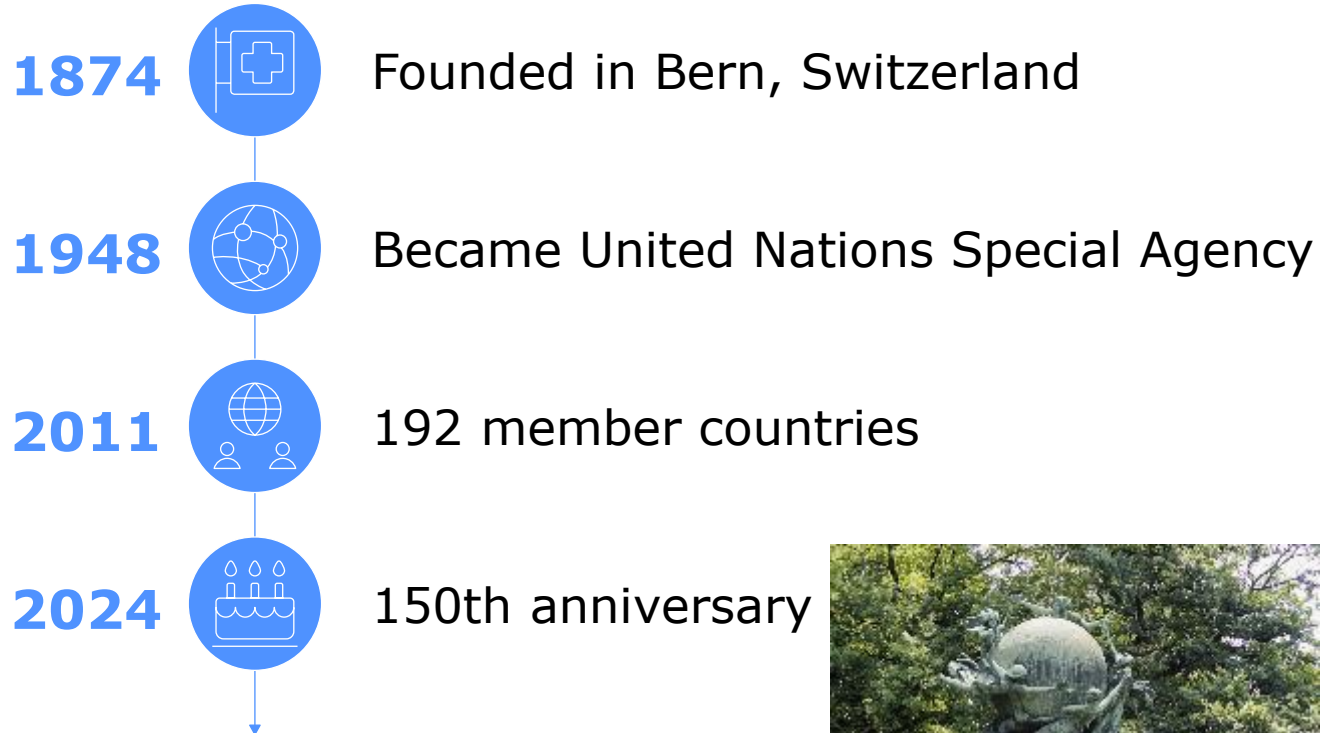 1874 Founded in Bern, Switzerland
1948 Became United Nations Special Agency
2011 192 member countries
2024 150th anniversary